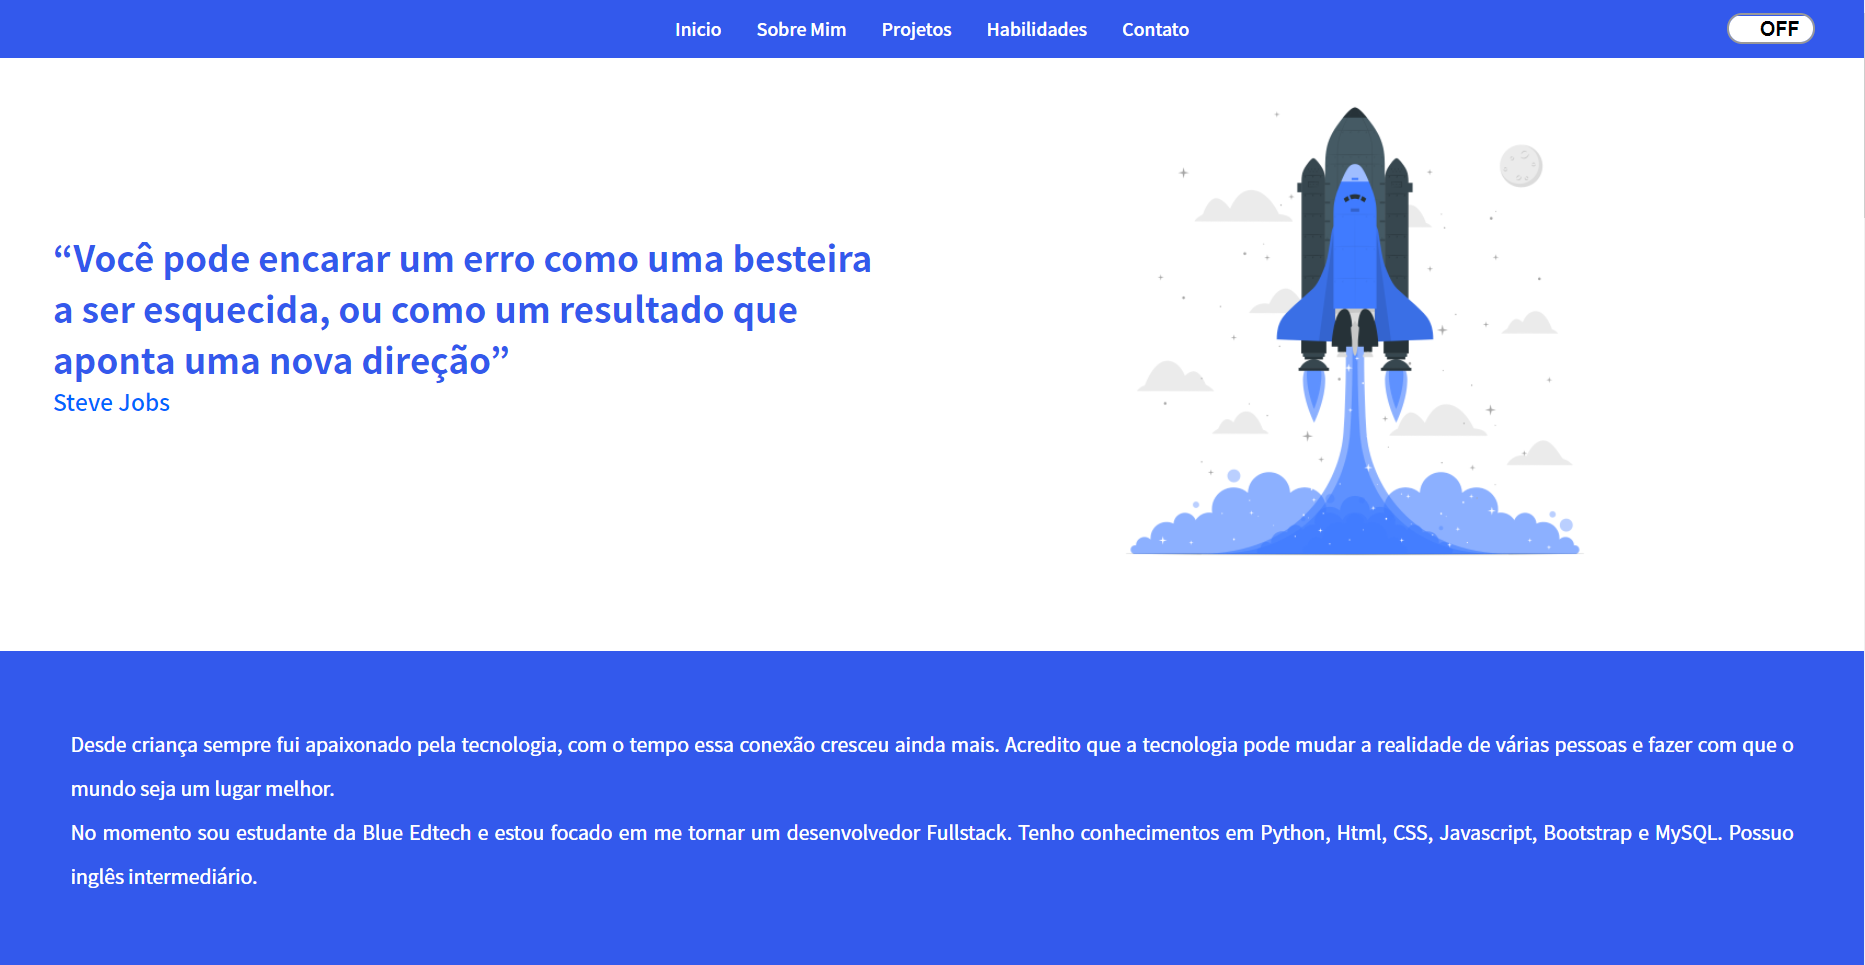 Inicio Sobre Mim Projetos Habilidades Contato OFF
“Você pode encarar um erro como uma besteira
a ser esquecida, ou como um resultado que
aponta uma nova direção”
Steve Jobs
Desde criança sempre fui apaixonado pela tecnologia, com o tempo essa conexão cresceu ainda mais. Acredito que a tecnologia pode mudar a realidade de várias pessoas e fazer com que o
mundo seja um lugar melhor.
No momento sou estudante da Blue Edtech e estou focado em me tornar um desenvolvedor Fullstack. Tenho conhecimentos em Python, Html, CSS, Javascript, Bootstrap e MySQL. Possuo
inglês intermediário.